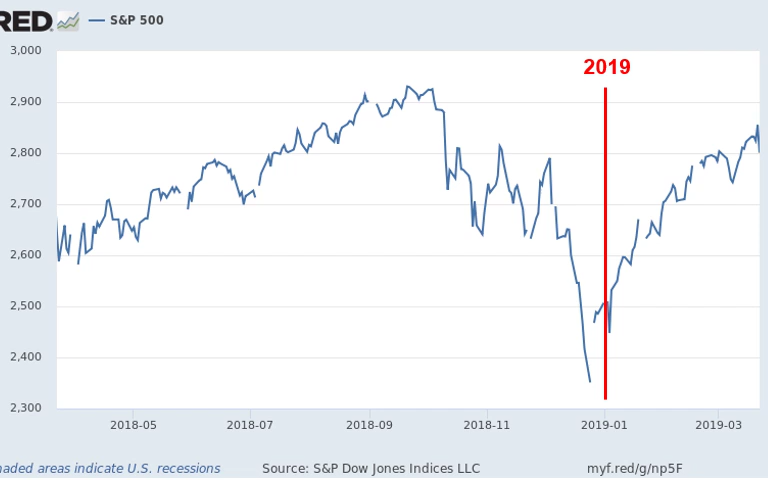 RED
S&P 500
3,000
2019
2,900
2,800
2,700
2,600
2,500
2,400
2,300
2018-05 2018-07 2018-09 2018-11 2019-01 2019-03
haded areas indicate U.S. recessions Source: S&P Dow Jones Indices LLC myf.red/g/np5F